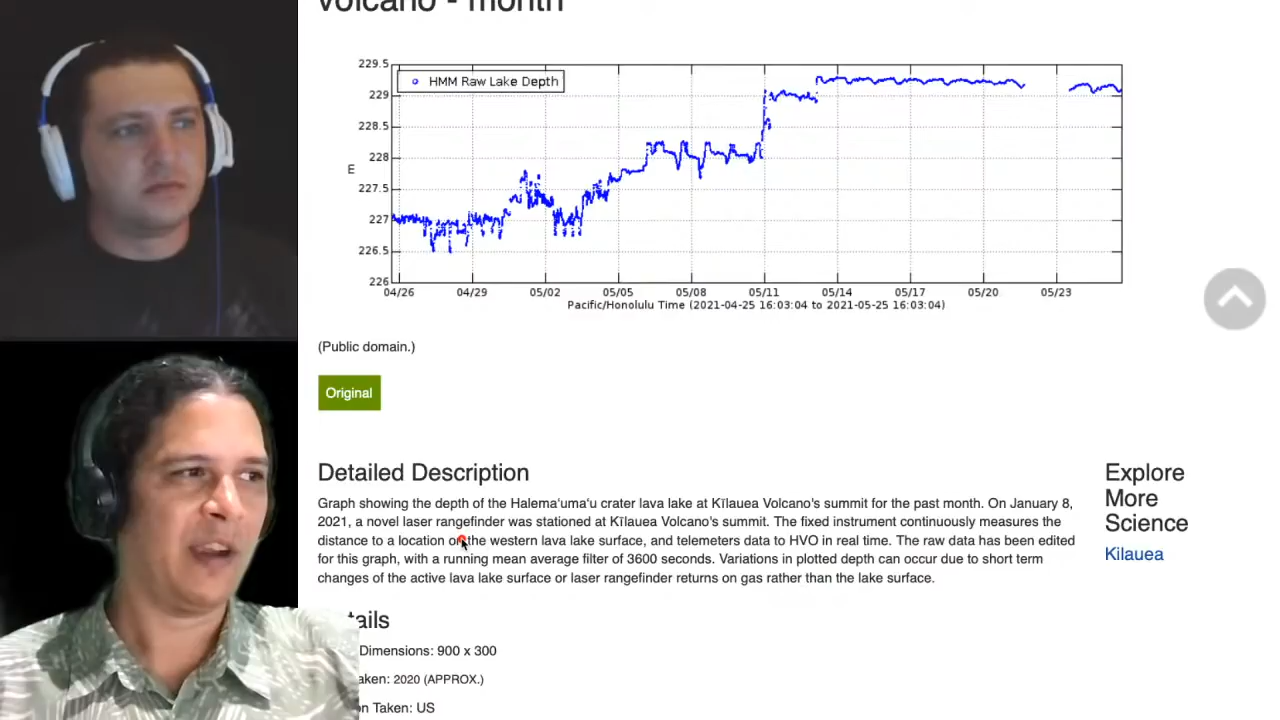 volcano - month
229.5
HMM Raw Lake Depth
229
228.5
228
E
227.5
227
226.5
226
04/26 04/29 05/02 05/05 05/08 05/11 05/14 05/17 05/20 05/23
Pacific/Honolulu Time (2021-04-25 16:03:04 to 2021-05-25 16:03:04)
(Public domain.)
Original
Detailed Description
Graph showing the depth of the Halemaʻumaʻu crater lava lake at Kīlauea Volcano's summit for the past month. On January 8,
2021, a novel laser rangefinder was stationed at Kīlauea Volcano's summit. The fixed instrument continuously measures the
distance to a location on the western lava lake surface, and telemeters data to HVO in real time. The raw data has been edited
for this graph, with a running mean average filter of 3600 seconds. Variations in plotted depth can occur due to short term
changes of the active lava lake surface or laser rangefinder returns on gas rather than the lake surface.
Explore
More
Science
Kilauea
tails
Dimensions: 900 x 300
aken: 2020 (APPROX.)
n Taken: US